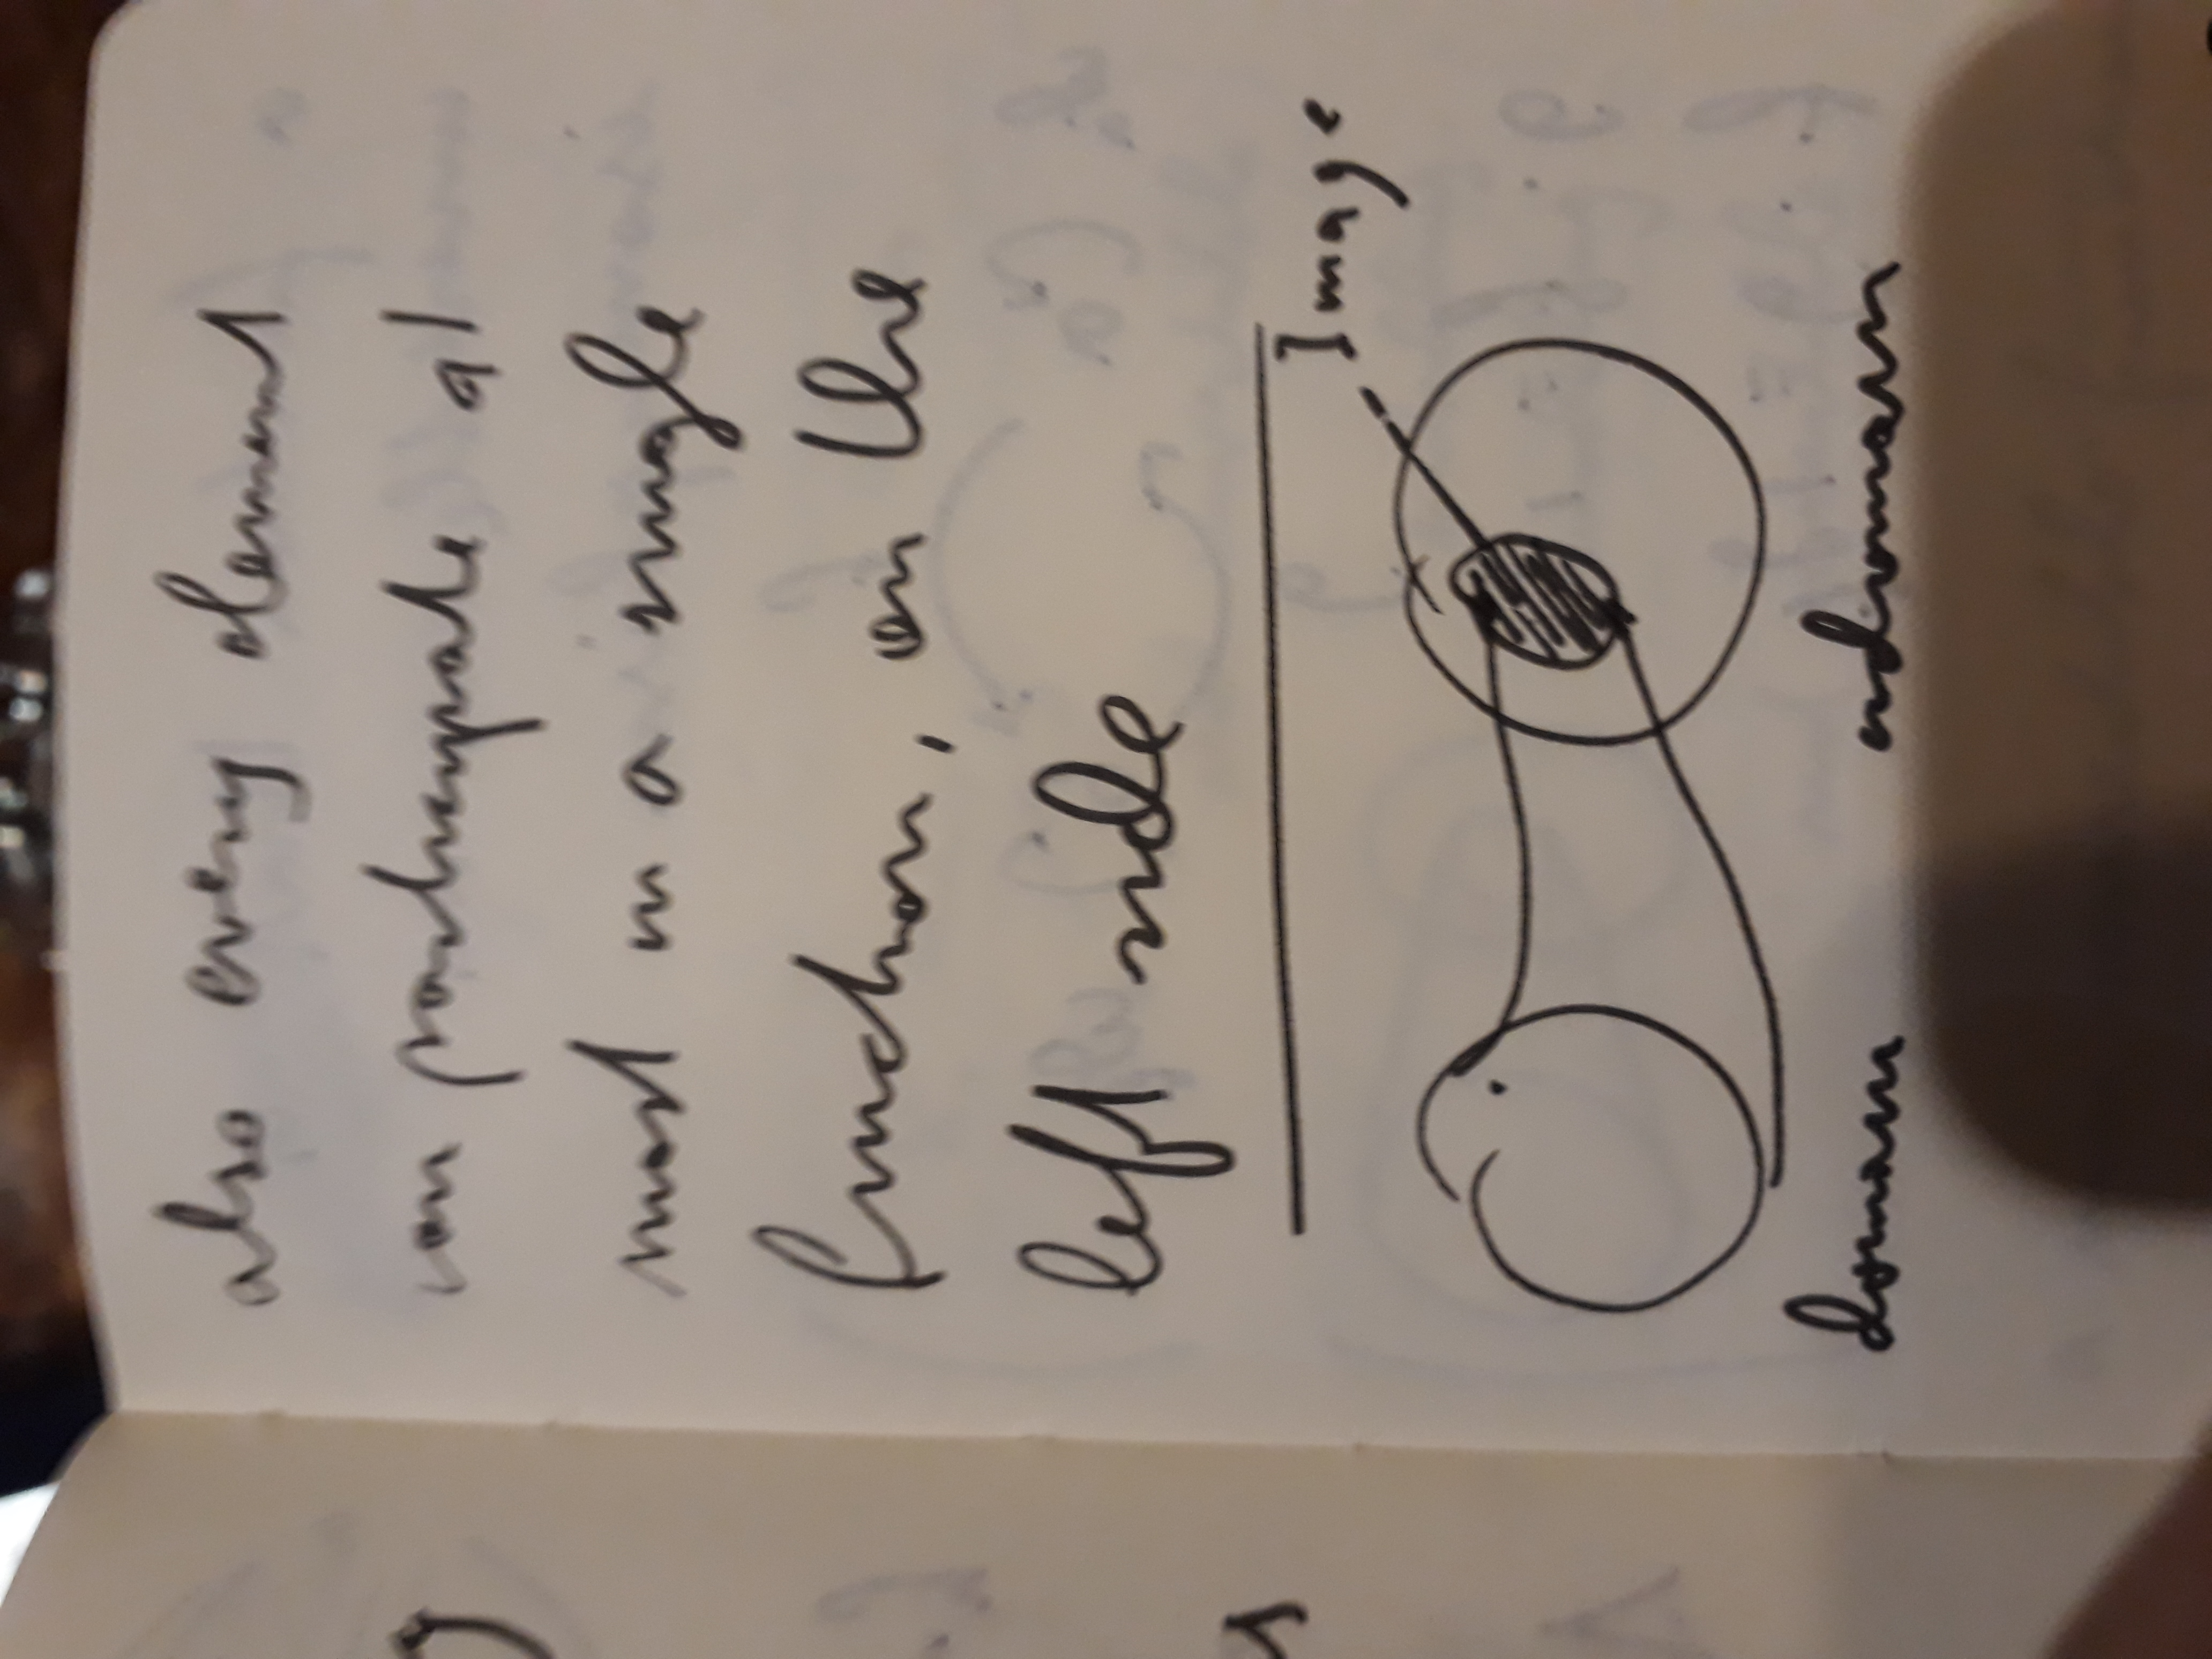 also every element
can participate at
most in a single
function, on the
left side
Image
domain codomain